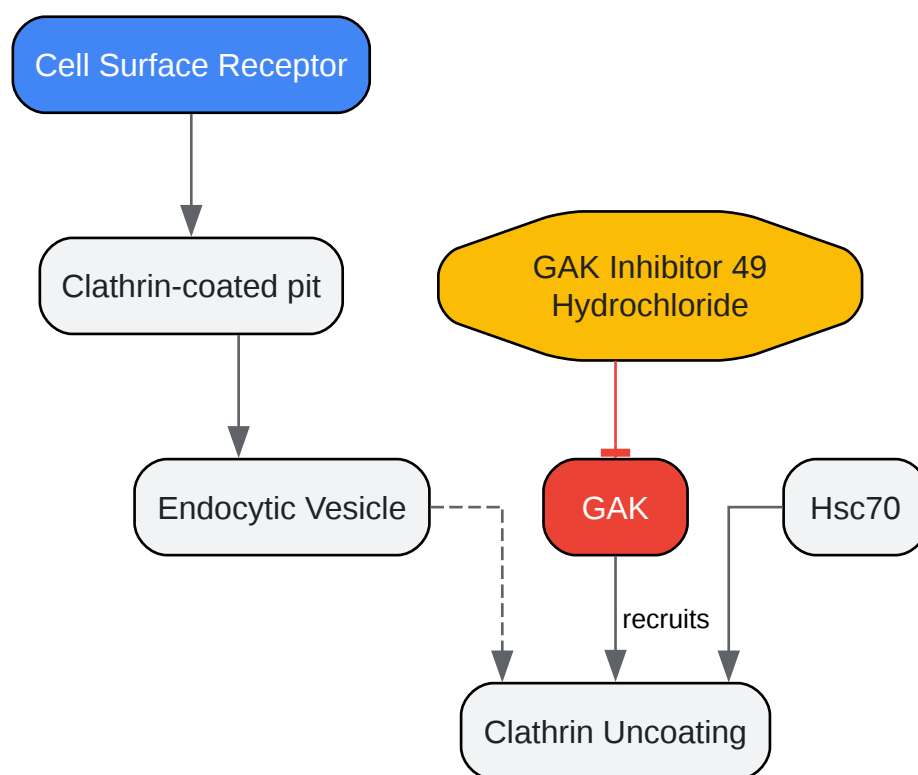 Cell Surface Receptor
Clathrin-coated pit
GAK Inhibitor 49
Hydrochloride
Endocytic Vesicle
GAK
Hsc70
recruits
Clathrin Uncoating